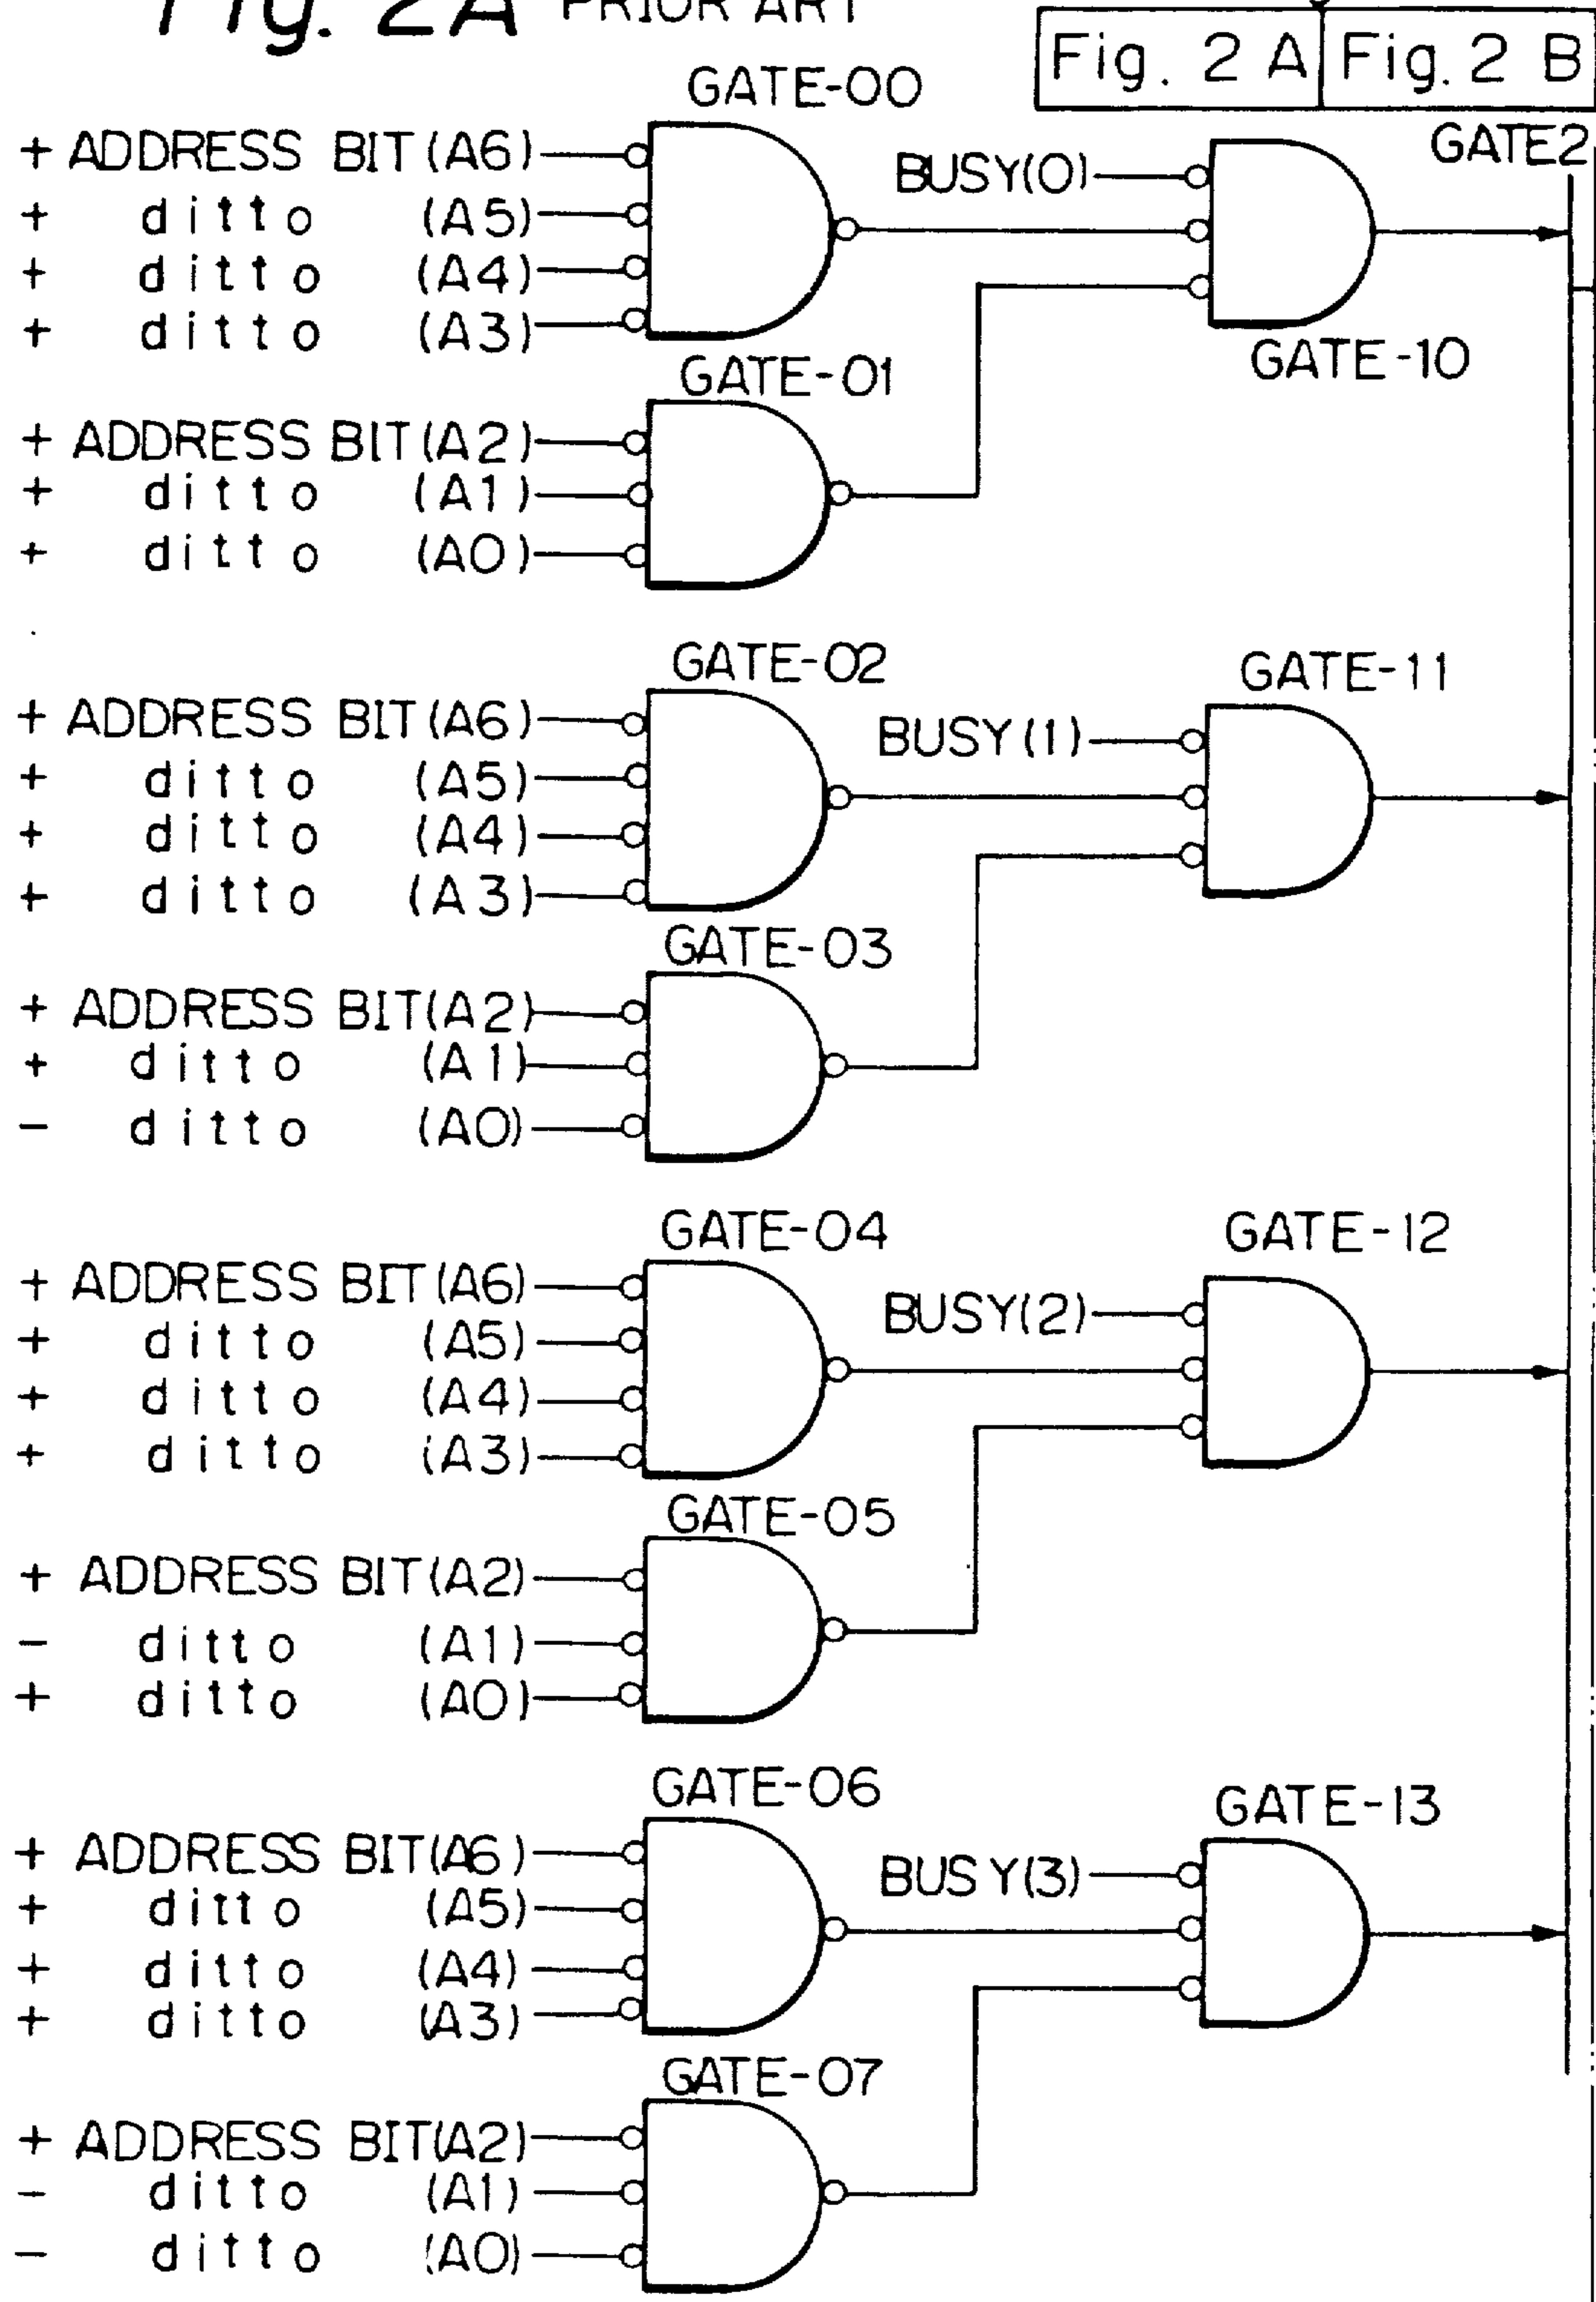 Fig. 2A PRIOR ART
Fig. 2 A Fig. 2 B
GATE-00
+ ADDRESS BIT (A6)
+ ditto (A5)
+ ditto (A4)
+ ditto (A3)
BUSY(0)
GATE2
GATE-10
GATE-01
+ ADDRESS BIT (A2)
+ ditto (A1)
+ ditto (A0)
GATE-02
GATE-11
+ ADDRESS BIT (A6)
+ ditto (A5)
+ ditto (A4)
+ ditto (A3)
BUSY(1)
GATE-03
+ ADDRESS BIT (A2)
+ ditto (A1)
- ditto (A0)
GATE-04
GATE-12
+ ADDRESS BIT (A6)
+ ditto (A5)
+ ditto (A4)
+ ditto (A3)
BUSY(2)
GATE-05
+ ADDRESS BIT (A2)
- ditto (A1)
+ ditto (A0)
GATE-06
GATE-13
+ ADDRESS BIT (A6)
+ ditto (A5)
+ ditto (A4)
+ ditto (A3)
BUSY(3)
GATE-07
+ ADDRESS BIT (A2)
- ditto (A1)
- ditto (A0)